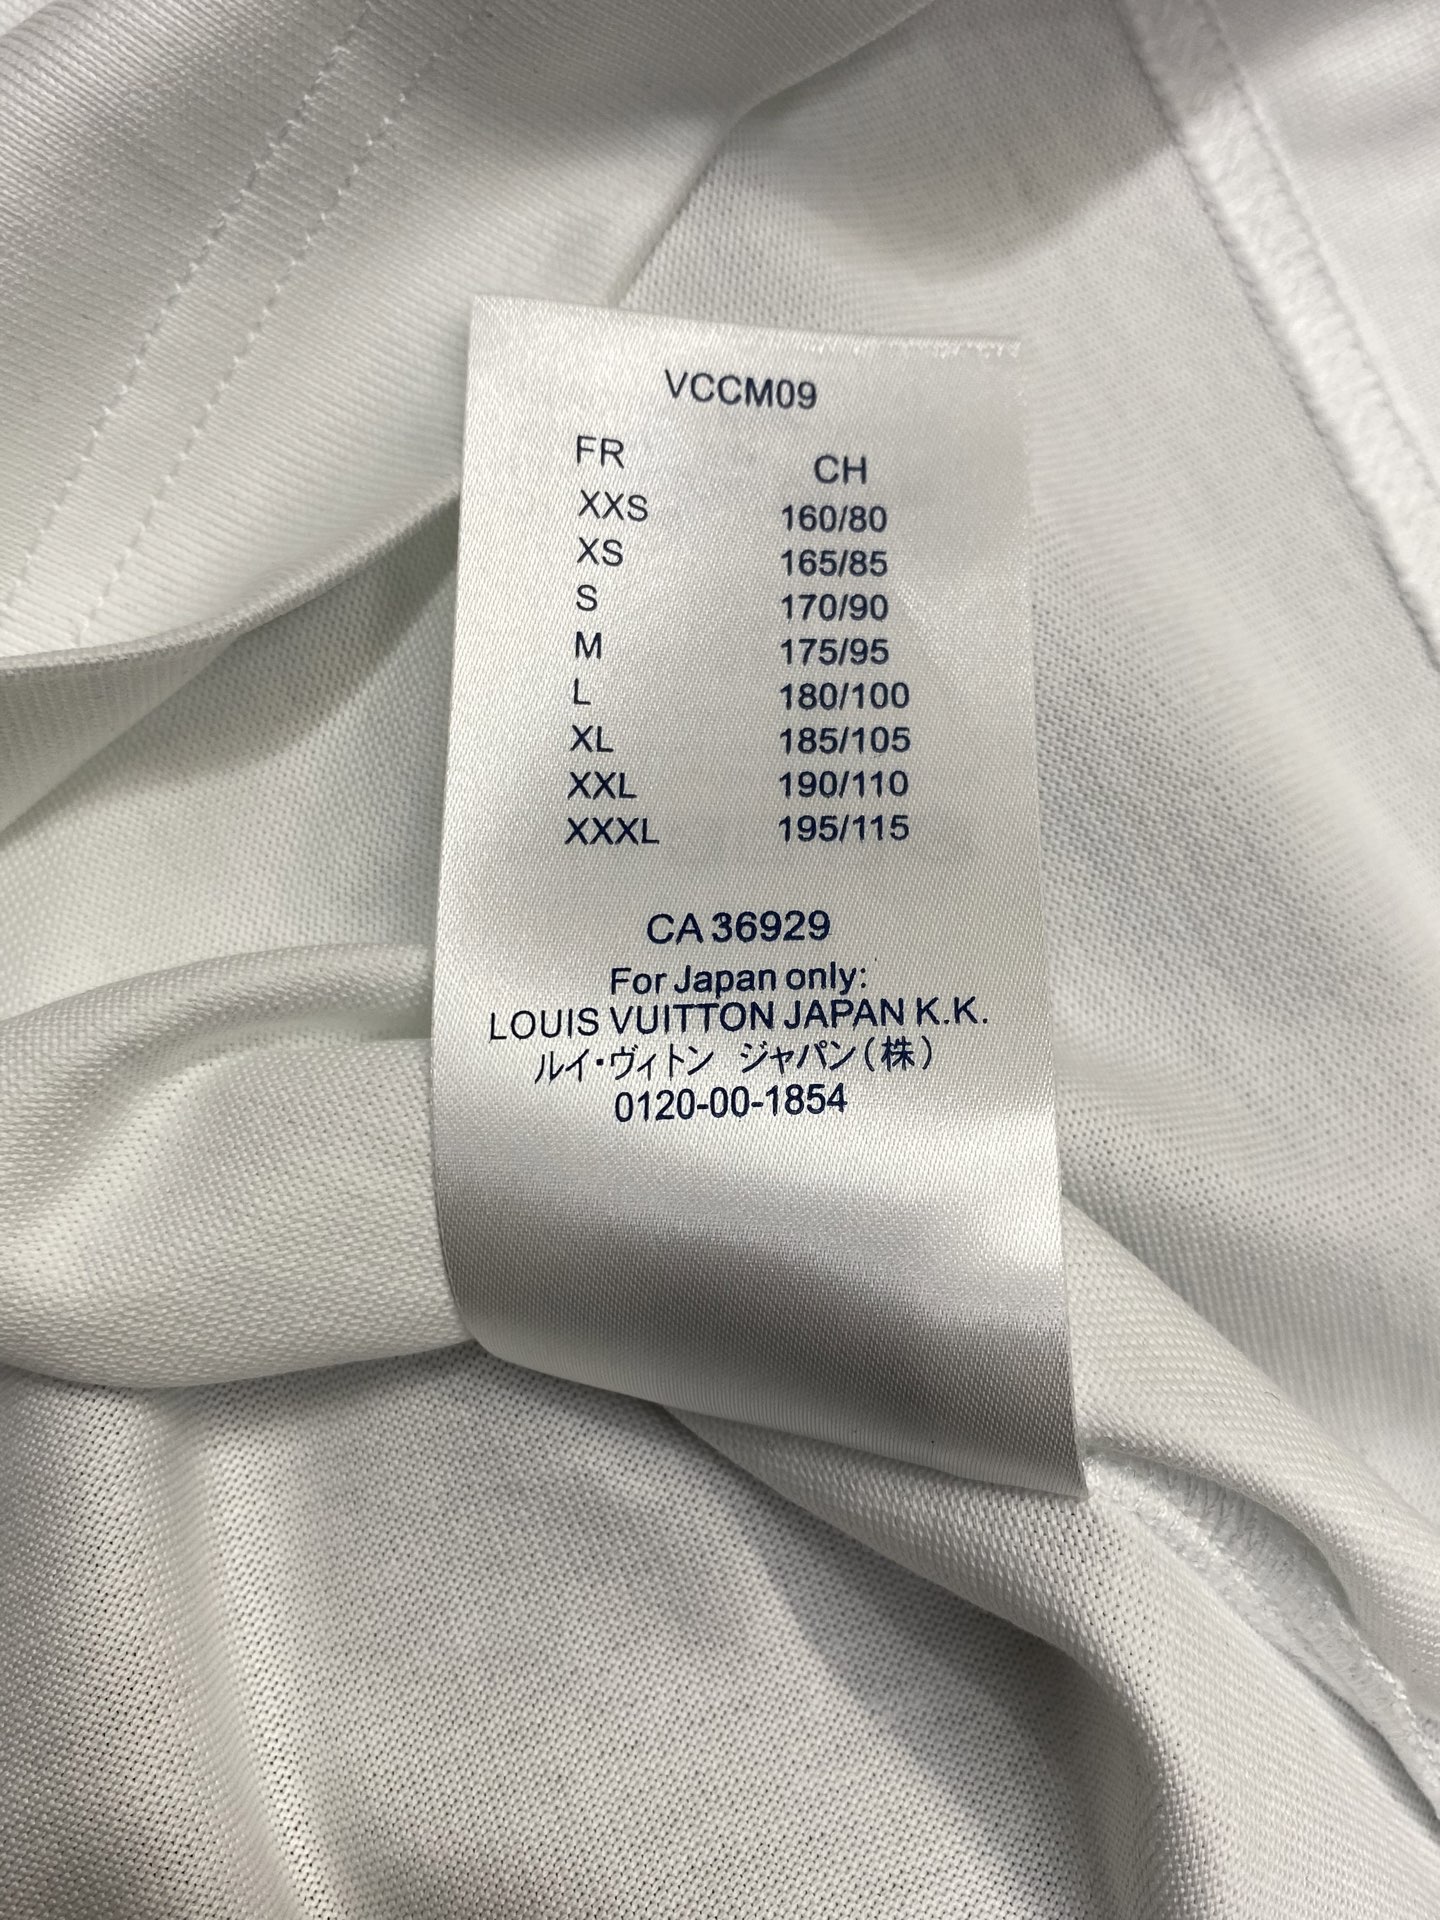 VCCM09
FR CH
XXS 160/80
XS 165/85
S 170/90
M 175/95
L 180/100
XL 185/105
XXL 190/110
XXXL 195/115
CA 36929
For Japan only:
LOUIS VUITTON JAPAN K.K.
ルイ・ヴィトン ジャパン(株)
0120-00-1854